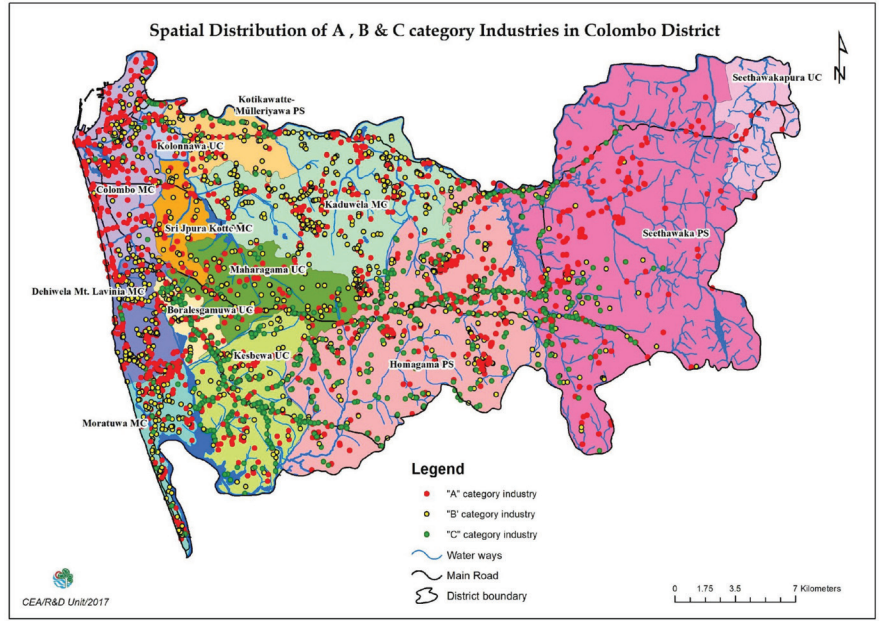 Spatial Distribution of A , B & C category Industries in Colombo District
N
Seethawakapura UC
Kotikawatte-
Mulleriyawa PS
Kolonnawa UC
Colombo MC
Kaduwela MC
Sri Jpura Kotte MC
Seethawaka PS
Maharagama UC
Dehiwela Mt. Lavinia MC
Boralesgamuwa UC
Kesbewa UC
Homagama PS
Moratuwa MC
Legend
"A" category industry
"B' category industry
"C" category industry
Water ways
Main Road
District boundary
0 1.75 3.5 7 Kilometers
CEA/R&D Unit/2017